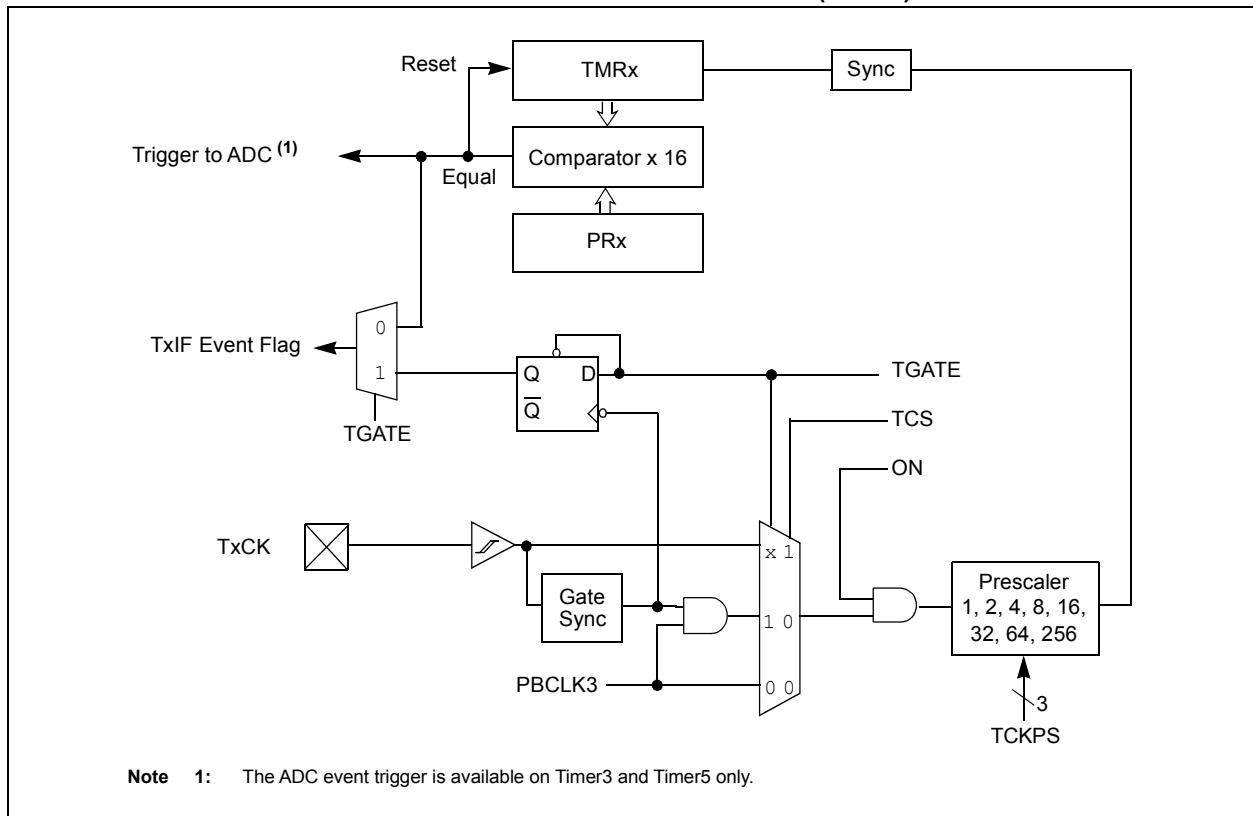 Reset
TMRx
Sync
Trigger to ADC (1)
Equal
Comparator x 16
PRx
0
TxIF Event Flag
1
Q
D
TGATE
Q
TCS
TGATE
ON
TxCK
x 1
Prescaler
1, 2, 4, 8, 16,
32, 64, 256
Gate
Sync
1 0
PBCLK3
0 0
3
TCKPS
Note 1: The ADC event trigger is available on Timer3 and Timer5 only.